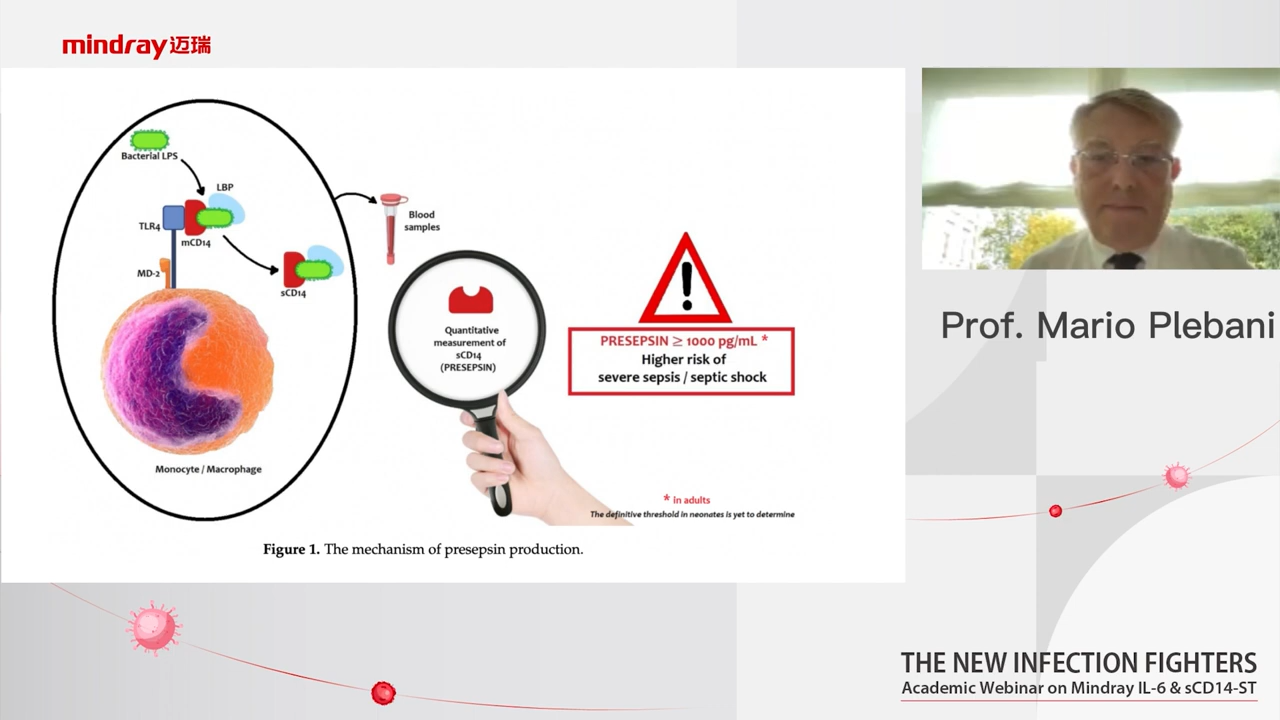 mindray迈瑞
Bacterial LPS
LBP
TLR4
mCD14
MD-2
sCD14
Monocyte / Macrophage
Blood
samples
Quantitative
measurement of
sCD14
(PRESEPSIN)
!
PRESEPSIN ≥ 1000 pg/mL *
Higher risk of
severe sepsis / septic shock
* in adults
The definitive threshold in neonates is yet to determine
Figure 1. The mechanism of presepsin production.
Prof. Mario Plebani
THE NEW INFECTION FIGHTERS
Academic Webinar on Mindray IL-6 & sCD14-ST